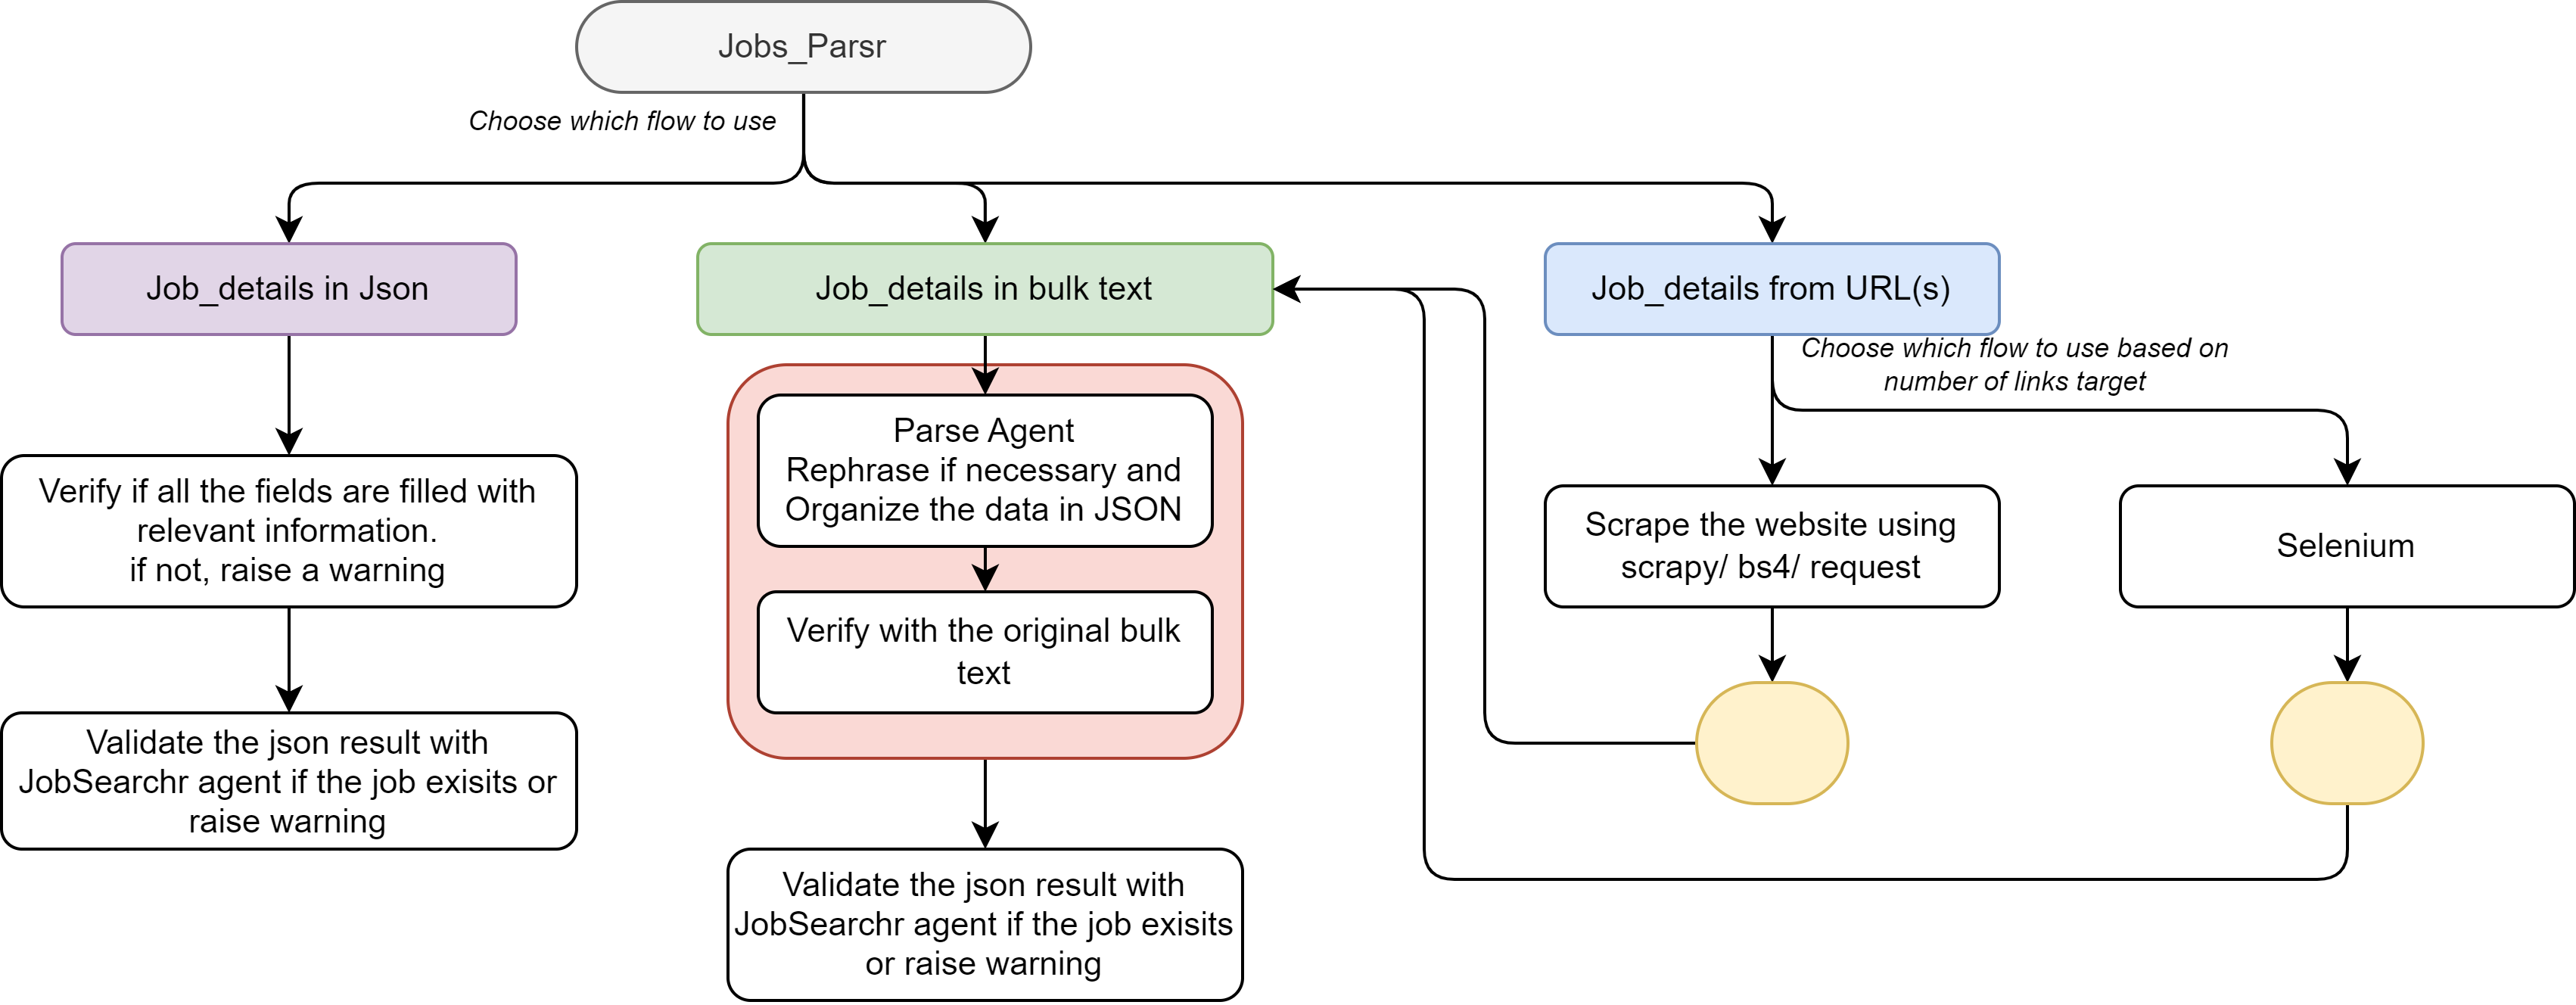 Jobs_Parsr
Choose which flow to use
Job_details in Json
Job_details in bulk text
Job_details from URL(s)
Choose which flow to use based on
number of links target
Verify if all the fields are filled with
relevant information.
if not, raise a warning
Parse Agent
Rephrase if necessary and
Organize the data in JSON
Verify with the original bulk
text
Scrape the website using
scrapy/ bs4/ request
Selenium
Validate the json result with
JobSearchr agent if the job exisits or
raise warning
Validate the json result with
JobSearchr agent if the job exisits
or raise warning